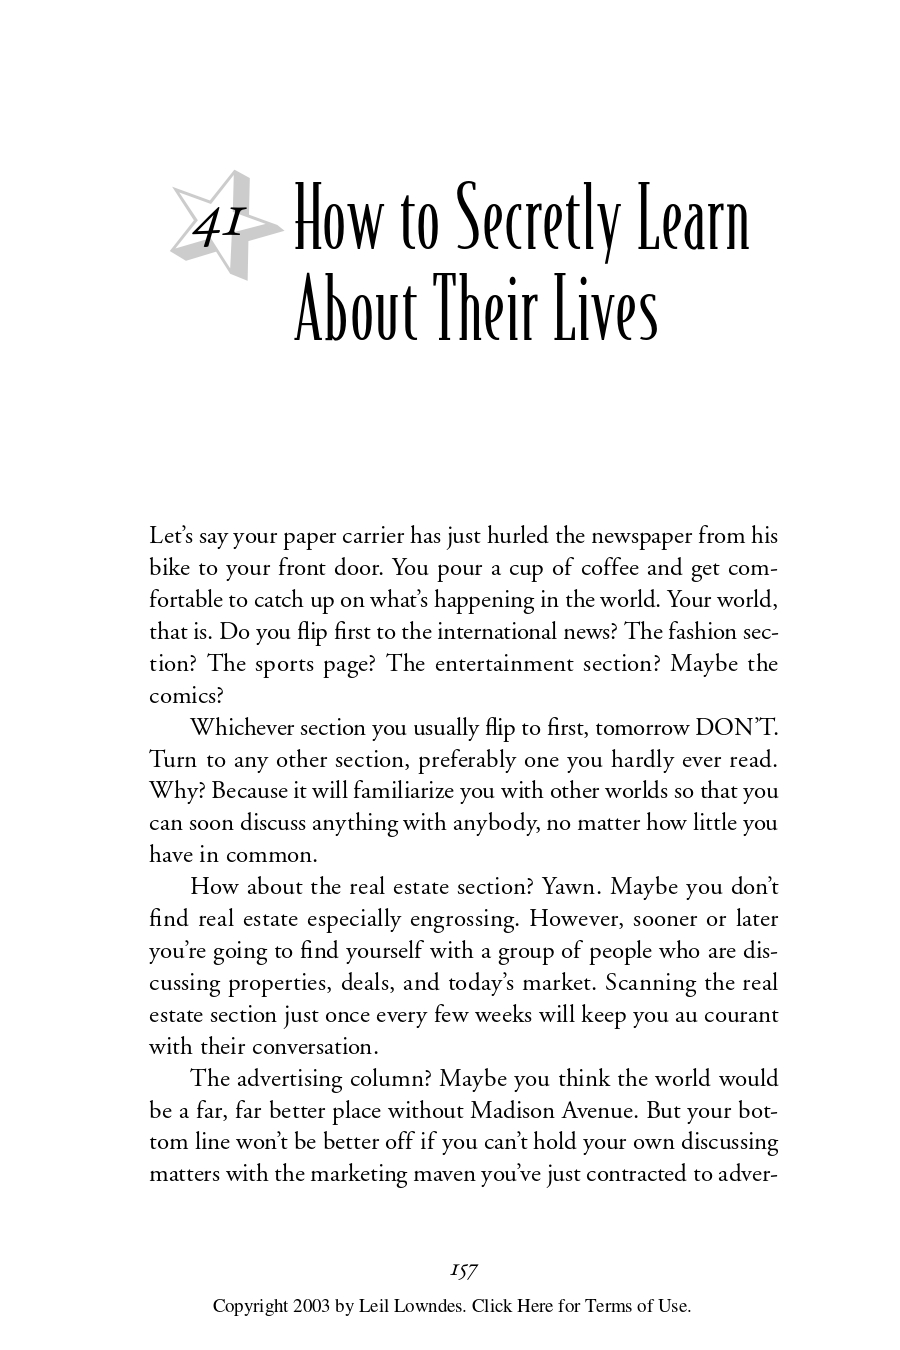 41 How to Secretly Learn
About Their Lives
Let’s say your paper carrier has just hurled the newspaper from his
bike to your front door. You pour a cup of coffee and get com-
fortable to catch up on what’s happening in the world. Your world,
that is. Do you flip first to the international news? The fashion sec-
tion? The sports page? The entertainment section? Maybe the
comics?
Whichever section you usually flip to first, tomorrow DON’T.
Turn to any other section, preferably one you hardly ever read.
Why? Because it will familiarize you with other worlds so that you
can soon discuss anything with anybody, no matter how little you
have in common.
How about the real estate section? Yawn. Maybe you don’t
find real estate especially engrossing. However, sooner or later
you’re going to find yourself with a group of people who are dis-
cussing properties, deals, and today’s market. Scanning the real
estate section just once every few weeks will keep you au courant
with their conversation.
The advertising column? Maybe you think the world would
be a far, far better place without Madison Avenue. But your bot-
tom line won’t be better off if you can’t hold your own discussing
matters with the marketing maven you’ve just contracted to adver-
157
Copyright 2003 by Leil Lowndes. Click Here for Terms of Use.